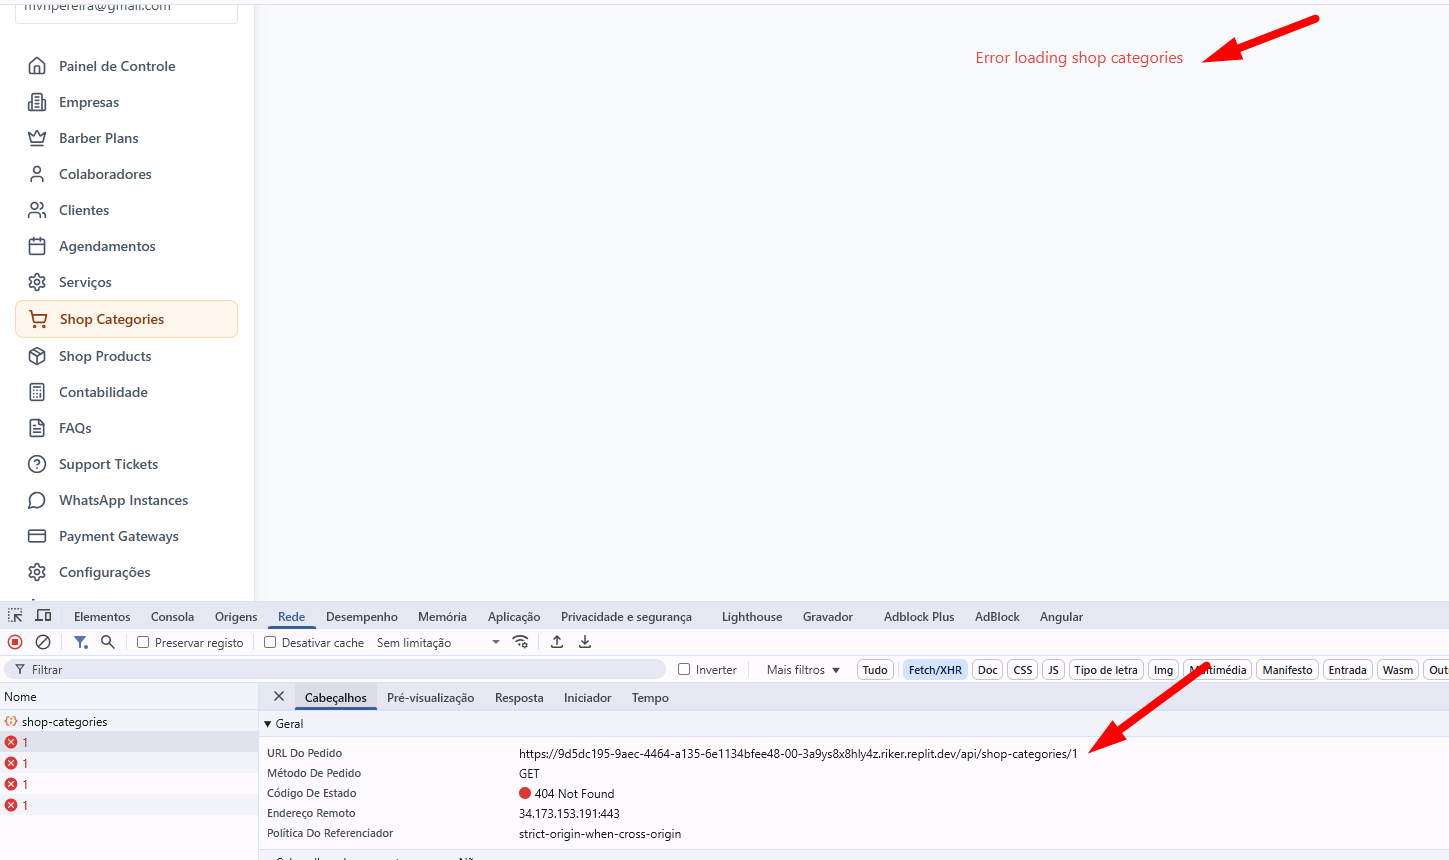 mvnpereira@gmail.com
Error loading shop categories
Painel de Controle
Empresas
Barber Plans
Colaboradores
Clientes
Agendamentos
Serviços
Shop Categories
Shop Products
Contabilidade
FAQs
Support Tickets
WhatsApp Instances
Payment Gateways
Configurações
Elementos Consola Origens Rede Desempenho Memória Aplicação Privacidade e segurança Lighthouse Gravador Adblock Plus AdBlock Angular
Preservar registo Desativar cache Sem limitação
Filtrar Inverter Mais filtros Tudo Fetch/XHR Doc CSS JS Tipo de letra Img Multimédia Manifesto Entrada Wasm Out
Nome Cabeçalhos Pré-visualização Resposta Iniciador Tempo
shop-categories
1
1
1
1
Geral
URL Do Pedido https://9d5dc195-9aec-4464-a135-6e1134bfee48-00-3a9ys8x8hly4z.riker.replit.dev/api/shop-categories/1
Método De Pedido GET
Código De Estado 404 Not Found
Endereço Remoto 34.173.153.191:443
Política Do Referenciador strict-origin-when-cross-origin